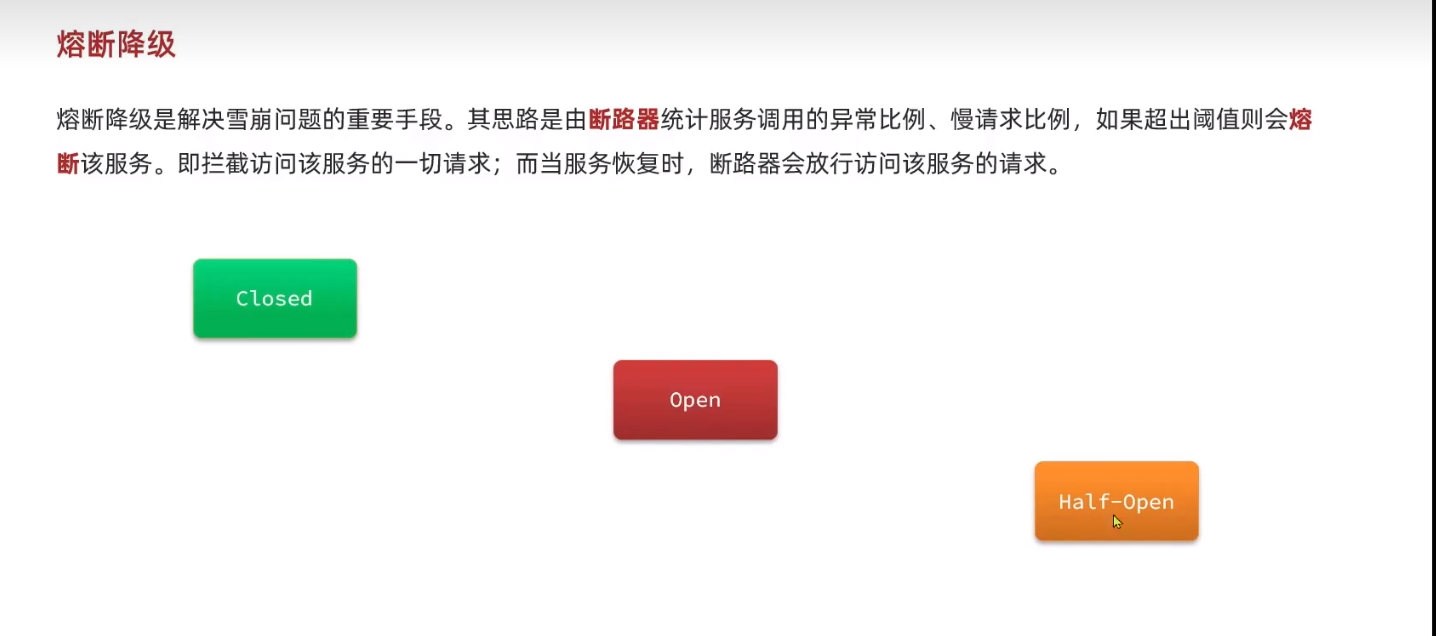 熔断降级
熔断降级是解决雪崩问题的重要手段。其思路是由断路器统计服务调用的异常比例、慢请求比例，如果超出阈值则会熔
断该服务。即拦截访问该服务的一切请求；而当服务恢复时，断路器会放行访问该服务的请求。
Closed
Open
Half-Open